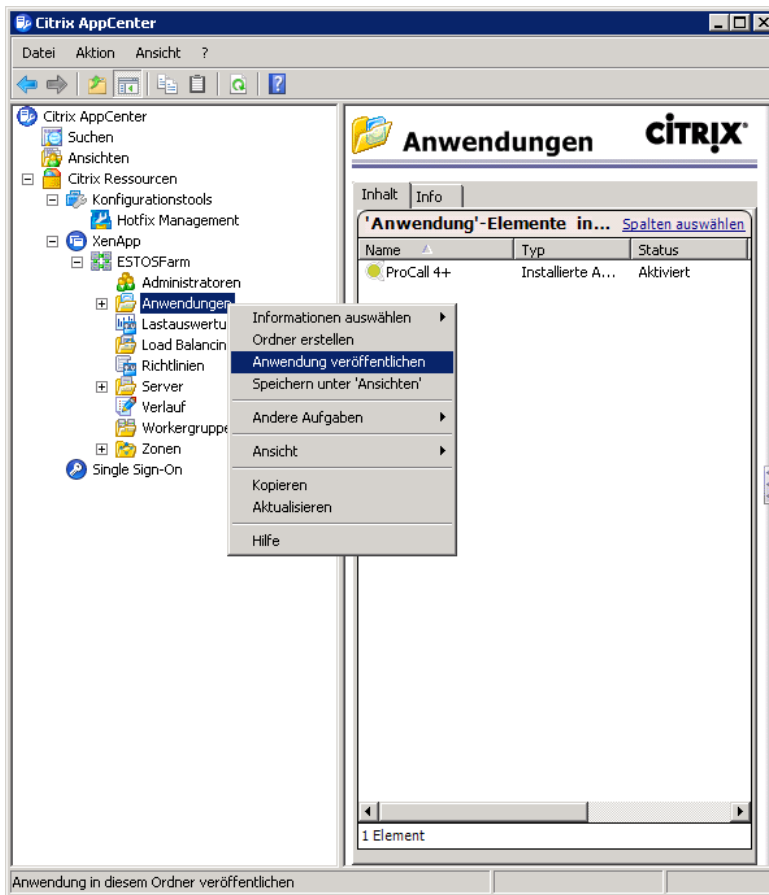 Citrix AppCenter
Datei Aktion Ansicht ?
Citrix AppCenter
Suchen
Ansichten
Citrix Ressourcen
Konfigurationstools
Hotfix Management
XenApp
ESTOSFarm
Administratoren
Anwendungen
Lastauswertu
Load Balancin
Richtlinien
Server
Verlauf
Workergruppe
Zonen
Single Sign-On
Informationen auswählen
Ordner erstellen
Anwendung veröffentlichen
Speichern unter 'Ansichten'
Andere Aufgaben
Ansicht
Kopieren
Aktualisieren
Hilfe
Anwendungen
CITRIX
Inhalt Info
'Anwendung'-Elemente in... Spalten auswählen
Name Typ Status
ProCall 4+ Installierte A... Aktiviert
1 Element
Anwendung in diesem Ordner veröffentlichen